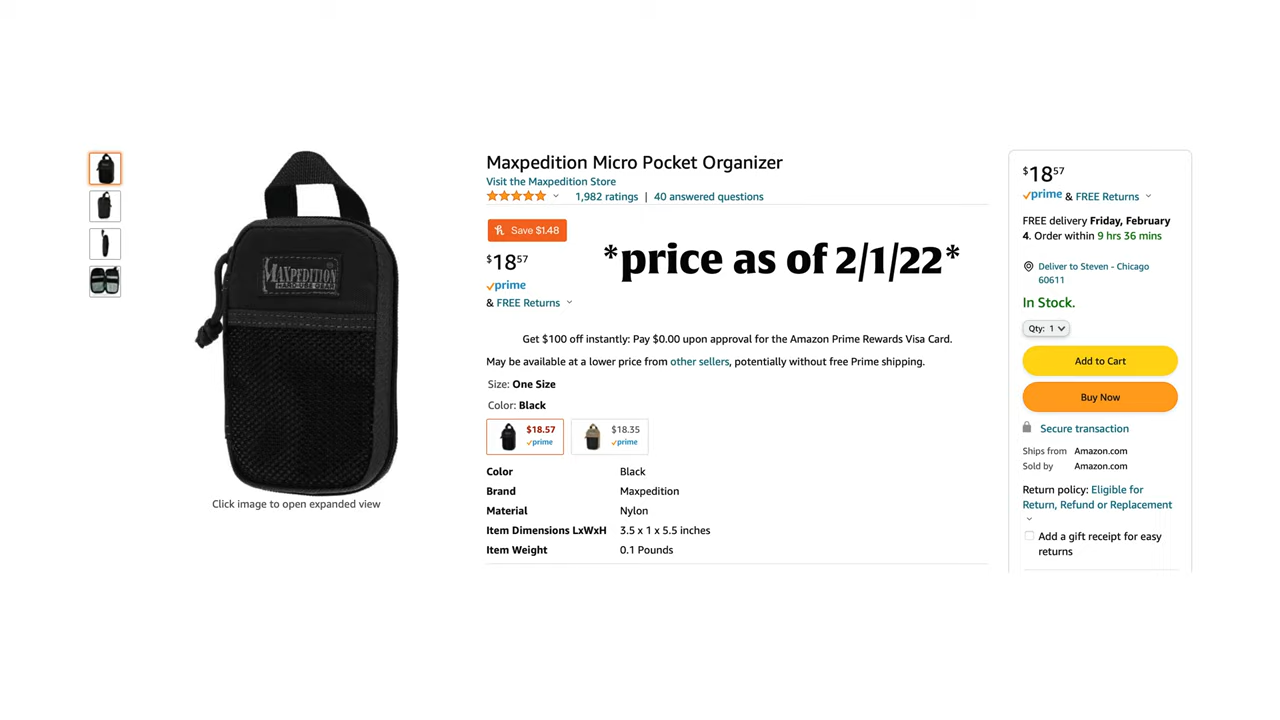 MAXPEDITION
HARD-USE GEAR
Click image to open expanded view
Maxpedition Micro Pocket Organizer
Visit the Maxpedition Store
1,982 ratings | 40 answered questions
Save $1.48
$1857
*price as of 2/1/22*
prime
& FREE Returns
Get $100 off instantly: Pay $0.00 upon approval for the Amazon Prime Rewards Visa Card.
May be available at a lower price from other sellers, potentially without free Prime shipping.
Size: One Size
Color: Black
$18.57 $18.35
prime prime
Color Black
Brand Maxpedition
Material Nylon
Item Dimensions LxWxH 3.5 x 1 x 5.5 inches
Item Weight 0.1 Pounds
$1857
prime & FREE Returns
FREE delivery Friday, February
4. Order within 9 hrs 36 mins
Deliver to Steven - Chicago
60611
In Stock.
Qty: 1
Add to Cart
Buy Now
Secure transaction
Ships from Amazon.com
Sold by Amazon.com
Return policy: Eligible for
Return, Refund or Replacement
Add a gift receipt for easy
returns